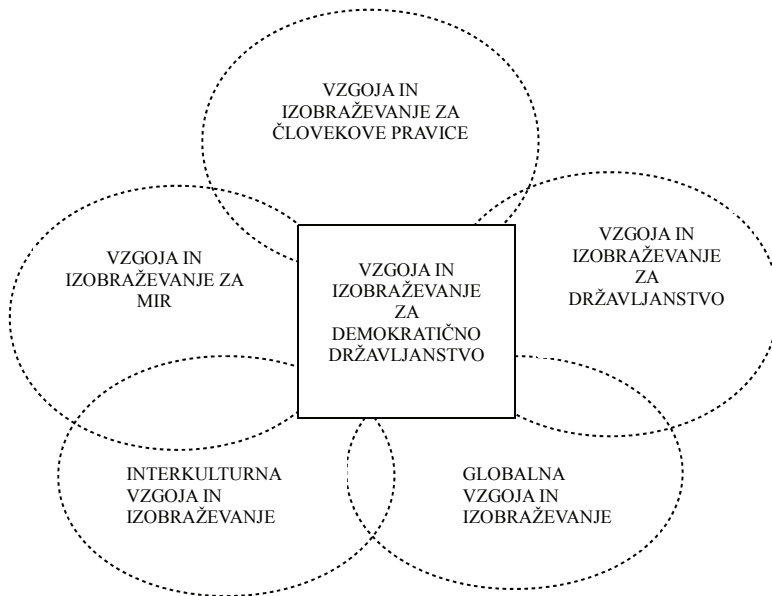 VZGOJA IN
IZOBRAŽEVANJE ZA
ČLOVEKOVE PRAVICE
VZGOJA IN
IZOBRAŽEVANJE ZA
MIR
VZGOJA IN
IZOBRAŽEVANJE
ZA
DEMOKRATIČNO
DRŽAVLJANSTVO
VZGOJA IN
IZOBRAŽEVANJE
ZA
DRŽAVLJANSTVO
INTERKULTURNA
VZGOJA IN
IZOBRAŽEVANJE
GLOBALNA
VZGOJA IN
IZOBRAŽEVANJE